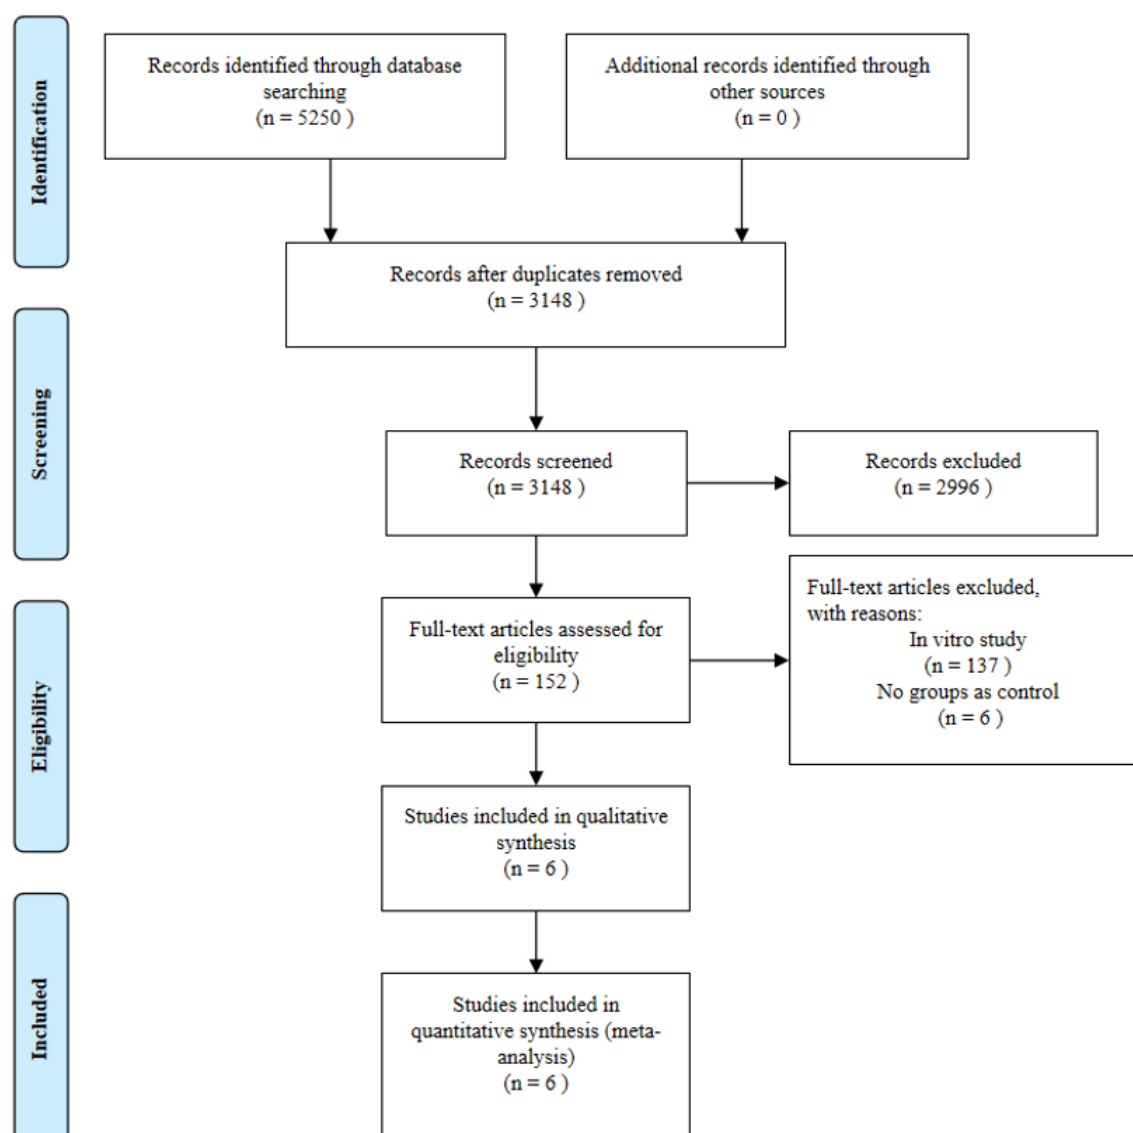 Identification
Records identified through database
searching
(n = 5250 )
Additional records identified through
other sources
(n = 0 )
Records after duplicates removed
(n = 3148 )
Screening
Records screened
(n = 3148 )
Records excluded
(n = 2996 )
Eligibility
Full-text articles assessed for
eligibility
(n = 152 )
Full-text articles excluded,
with reasons:
In vitro study
(n = 137 )
No groups as control
(n = 6 )
Studies included in qualitative
synthesis
(n = 6 )
Included
Studies included in
quantitative synthesis (meta-
analysis)
(n = 6 )